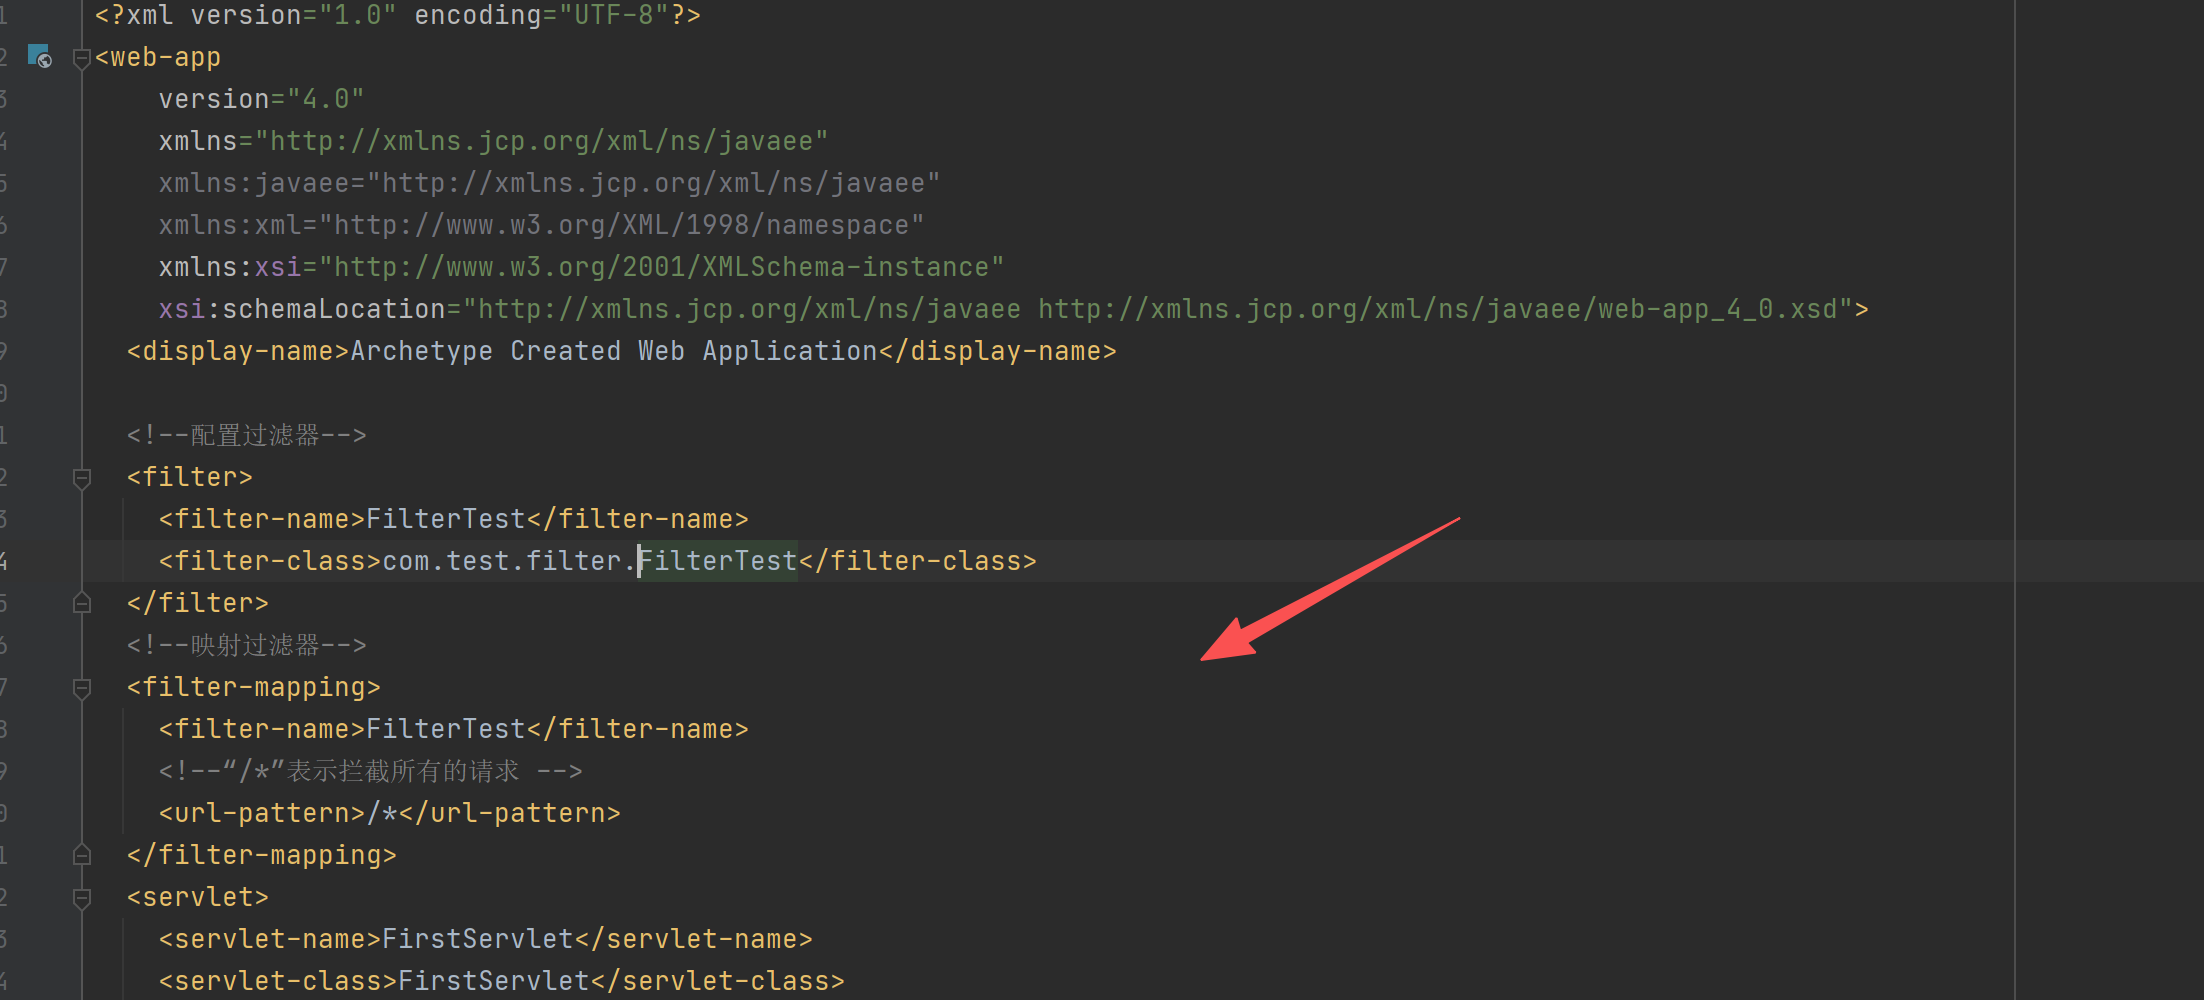 1 <?xml version="1.0" encoding="UTF-8"?>
2 <web-app
3 version="4.0"
4 xmlns="http://xmlns.jcp.org/xml/ns/javaee"
5 xmlns:javaee="http://xmlns.jcp.org/xml/ns/javaee"
6 xmlns:xml="http://www.w3.org/XML/1998/namespace"
7 xmlns:xsi="http://www.w3.org/2001/XMLSchema-instance"
8 xsi:schemaLocation="http://xmlns.jcp.org/xml/ns/javaee http://xmlns.jcp.org/xml/ns/javaee/web-app_4_0.xsd">
9 <display-name>Archetype Created Web Application</display-name>
0
1 <!--配置过滤器-->
2 <filter>
3 <filter-name>FilterTest</filter-name>
4 <filter-class>com.test.filter.FilterTest</filter-class>
5 </filter>
6 <!--映射过滤器-->
7 <filter-mapping>
8 <filter-name>FilterTest</filter-name>
9 <!--“/*”表示拦截所有的请求 -->
0 <url-pattern>/*</url-pattern>
1 </filter-mapping>
2 <servlet>
3 <servlet-name>FirstServlet</servlet-name>
4 <servlet-class>FirstServlet</servlet-class>